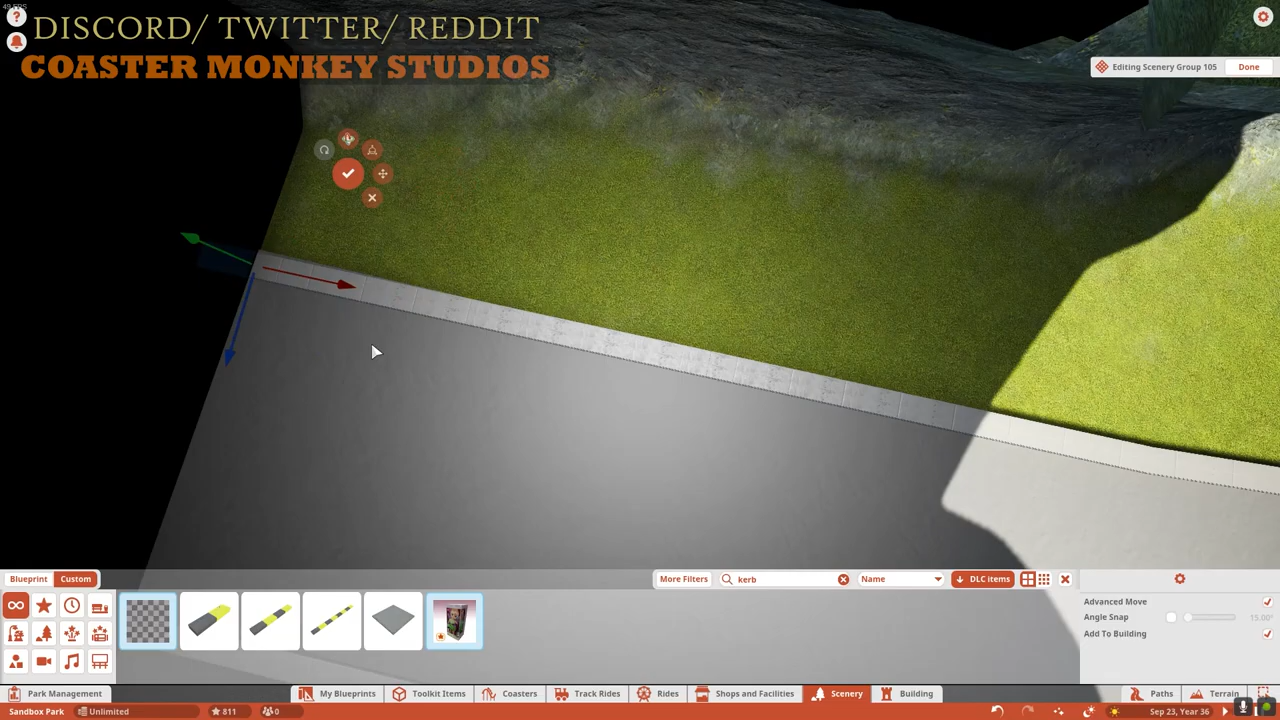 49 FPS
DISCORD/ TWITTER/ REDDIT
COASTER MONKEY STUDIOS
Editing Scenery Group 105
Done
Blueprint
Custom
More Filters
kerb
Name
DLC items
Advanced Move
Angle Snap
15.00°
Add To Building
Park Management
My Blueprints
Toolkit Items
Coasters
Track Rides
Rides
Shops and Facilities
Scenery
Building
Paths
Terrain
Sandbox Park
Unlimited
811
0
Sep 23, Year 36